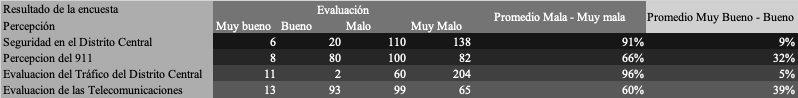 Resultado de la encuesta Evaluación Promedio Mala - Muy mala Promedio Muy Bueno - Bueno
Percepción Muy bueno Bueno Malo Muy Malo
Seguridad en el Distrito Central 6 20 110 138 91% 9%
Percepcion del 911 8 80 100 82 66% 32%
Evaluacion del Tráfico del Distrito Central 11 2 60 204 96% 5%
Evaluacion de las Telecomuniciones 13 93 99 65 60% 39%